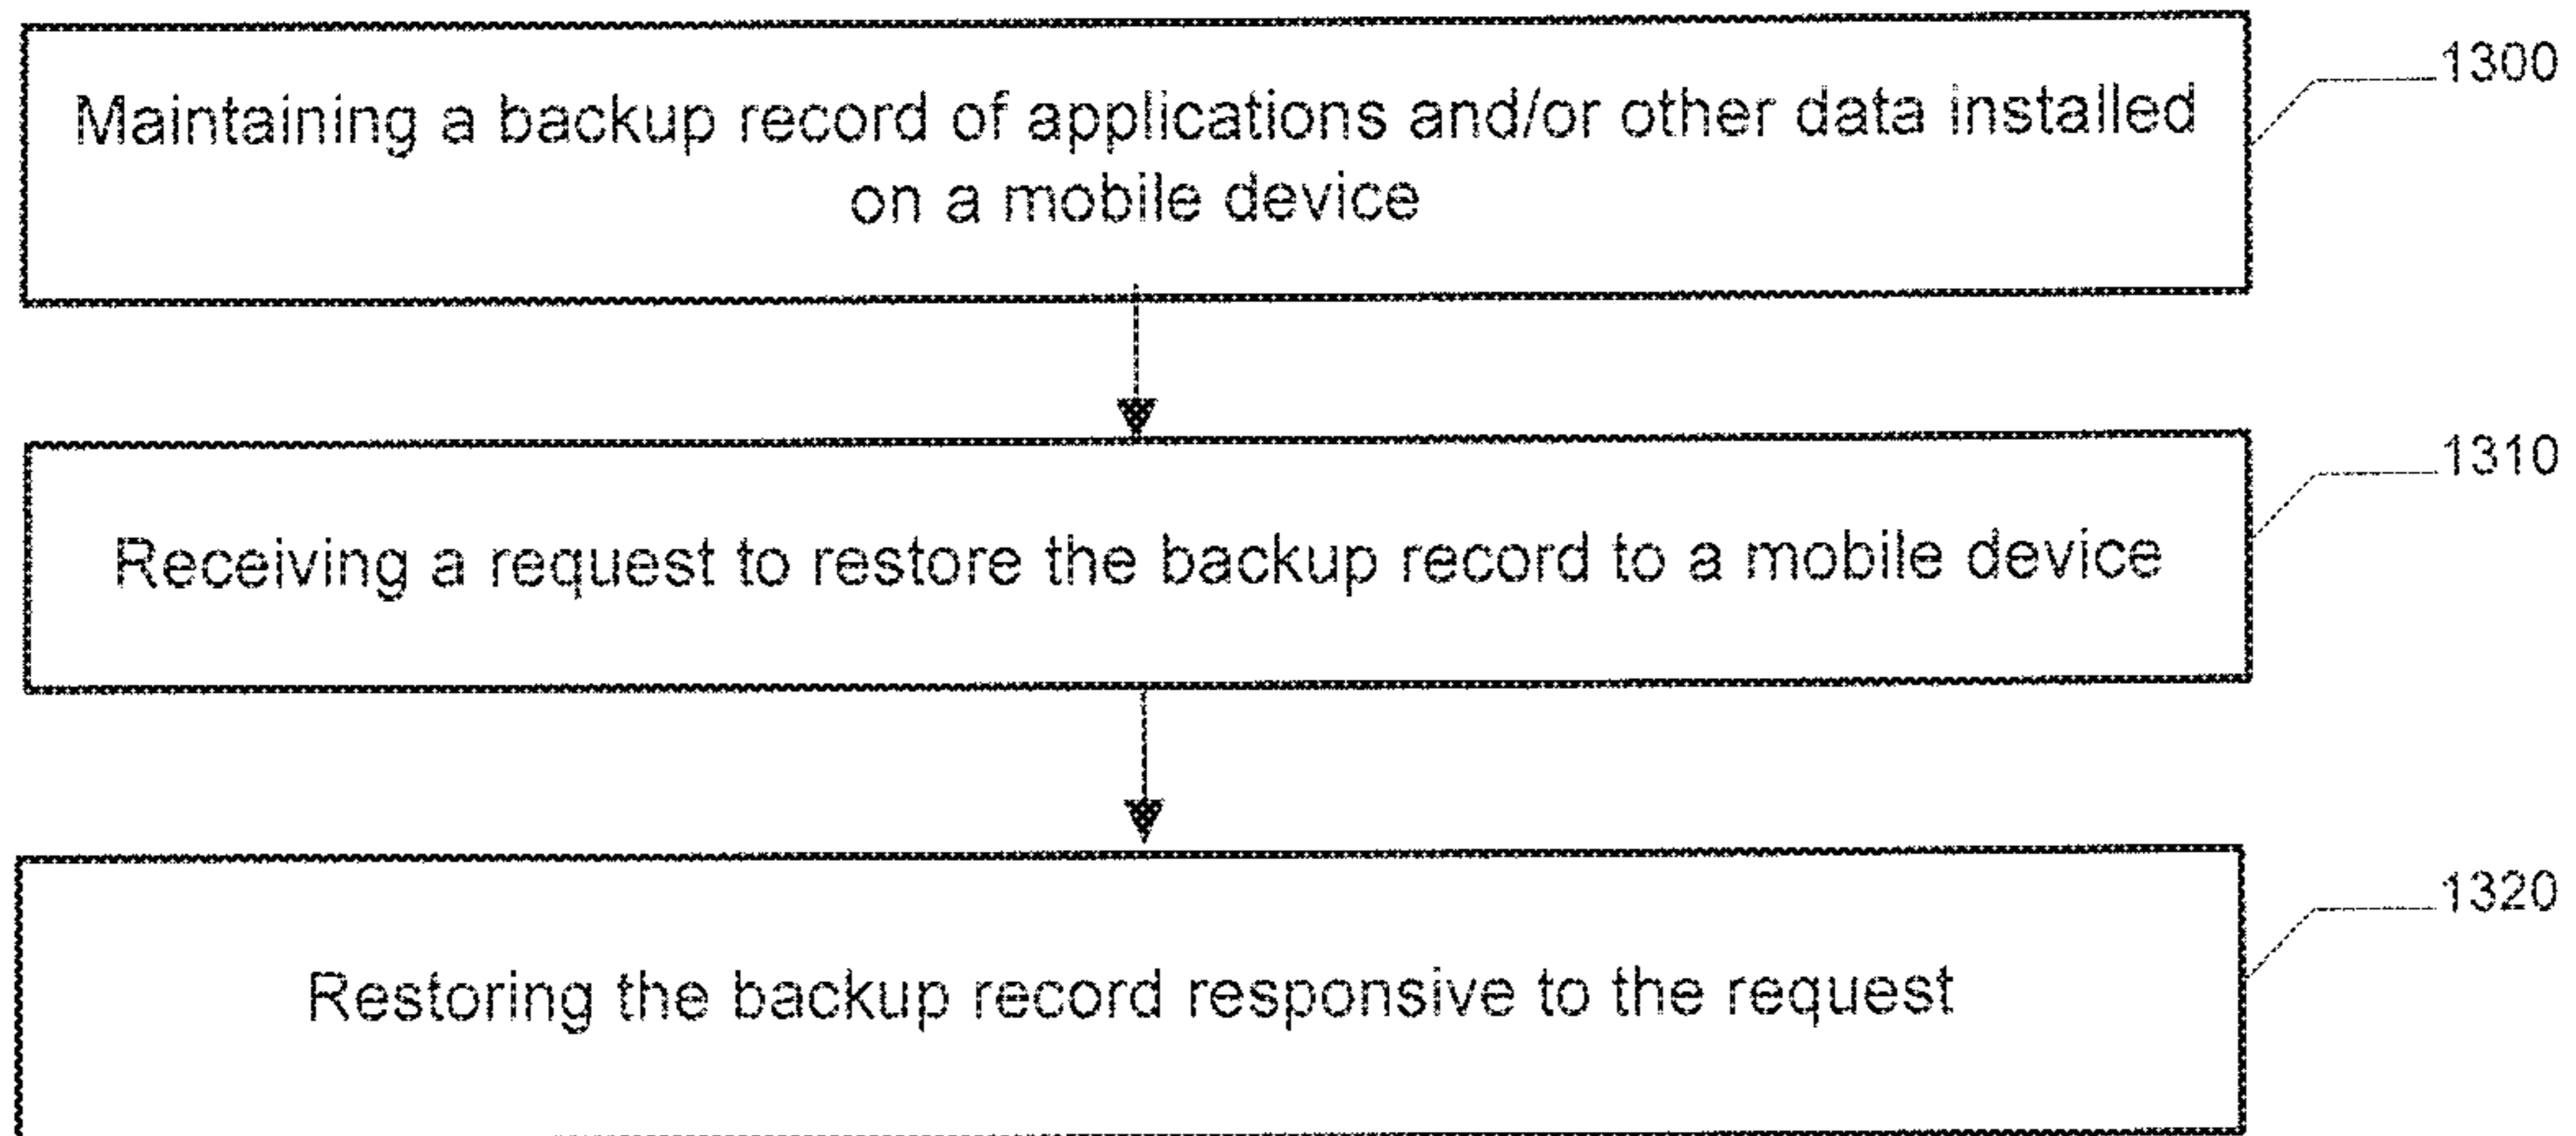 1300
Maintaining a backup record of applications and/or other data installed
on a mobile device
1310
Receiving a request to restore the backup record to a mobile device
1320
Restoring the backup record responsive to the request